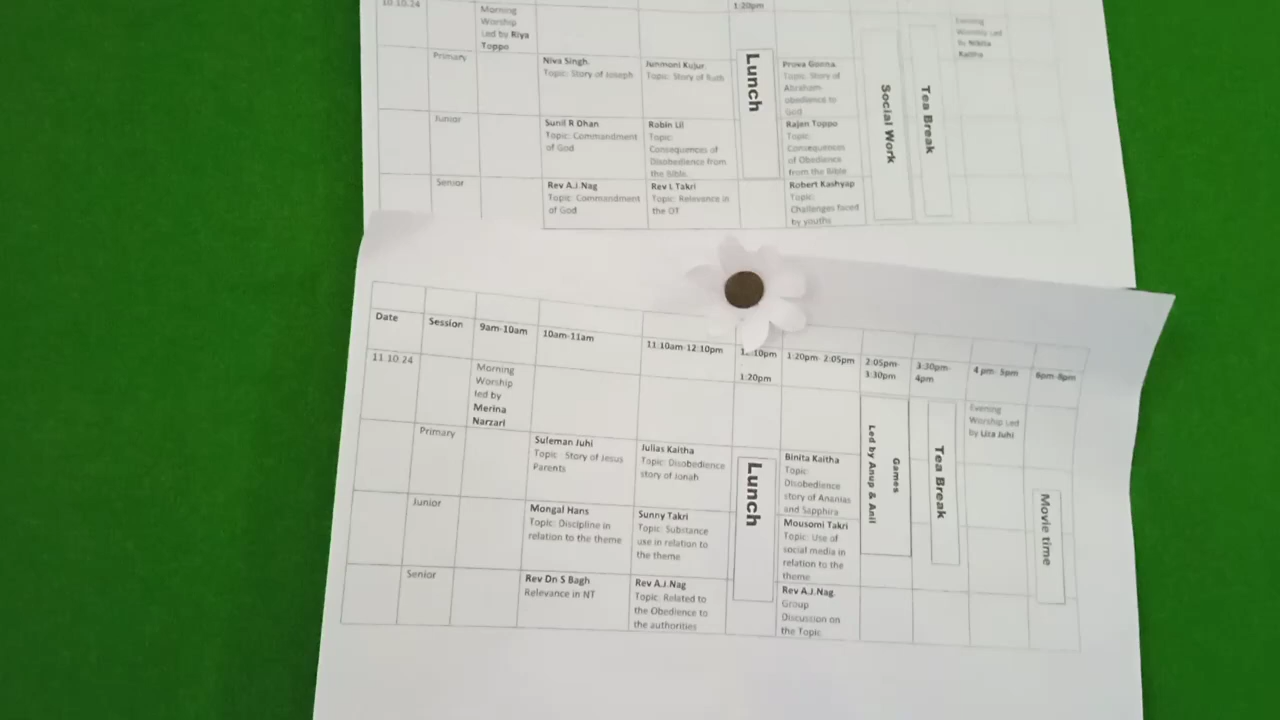 10.10.24
Morning
Worship
Led by Riya
Toppo
1:20pm
Evening
Worship Led
By Nikita
Kaitha
Lunch
Social Work
Tea Break
Primary
Niva Singh.
Topic: Story of Joseph
Junmoni Kujur.
Topic: Story of Ruth
Topic: Story of
Abraham
obedience to
God
Junior
Sunil R Dhan
Topic: Commandment
of God
Robin Lil
Topic:
Consequences of
Disobedience from
the Bible.
Rajan Toppo
Topic:
Consequences
of Obedience
from the Bible
Senior
Rev A.J.Nag
Topic: Commandment
of God
Rev I. Takri
Topic: Relevance in
the OT
Robert Kashyap
Topic:
Challenges faced
by youths
Date
Session
9am-10am
10am-11am
11:10am-12:10pm
1:20pm
1:20pm- 2:05pm
2:05pm-
3:30pm
3:30pm-
4pm
4 pm- 5pm
6pm-8pm
11.10.24
Morning
Worship
led by
Merina
Narzari
Games
Led by Anup & Anil
Tea Break
Evening
Worship Led
by Liza Juhi
Lunch
Movie time
Primary
Suleman Juhi
Topic : Story of Jesus
Parents
Julias Kaitha
Topic: Disobedience
story of Jonah
Binita Kaitha
Topic:
Disobedience
story of Ananias
and Sapphira
Junior
Mongal Hans
Topic: Discipline in
relation to the theme
Sunny Takri
Topic: Substance
use in relation to
the theme
Mousomi Takri
Topic: Use of
social media in
relation to the
theme
Senior
Rev Dn S Bagh
Relevance in NT
Rev A.J.Nag
Topic: Related to
the Obedience to
the authorities
Rev A.J.Nag.
Group
Discussion on
the Topic